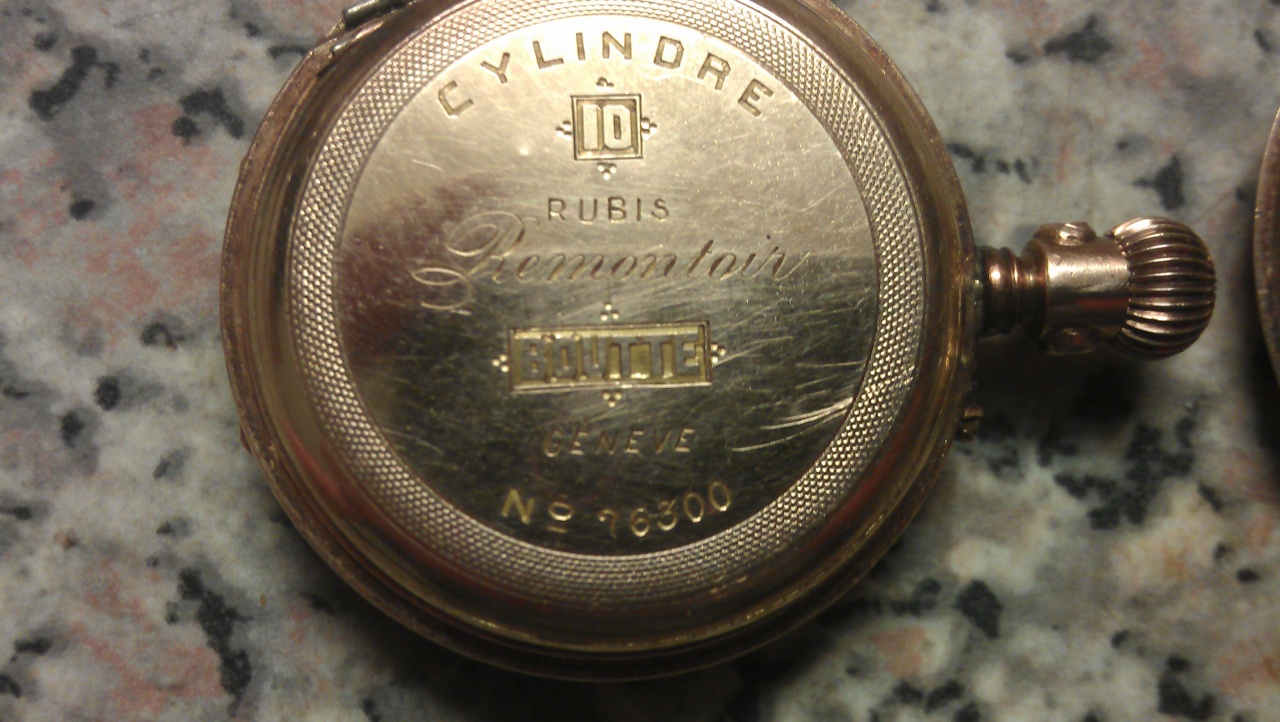 CYLINDRE
10
RUBIS
Remontoir
BOUTTE
GENEVE
No 76300